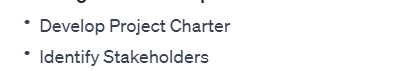 • Develop Project Charter
• Identify Stakeholders